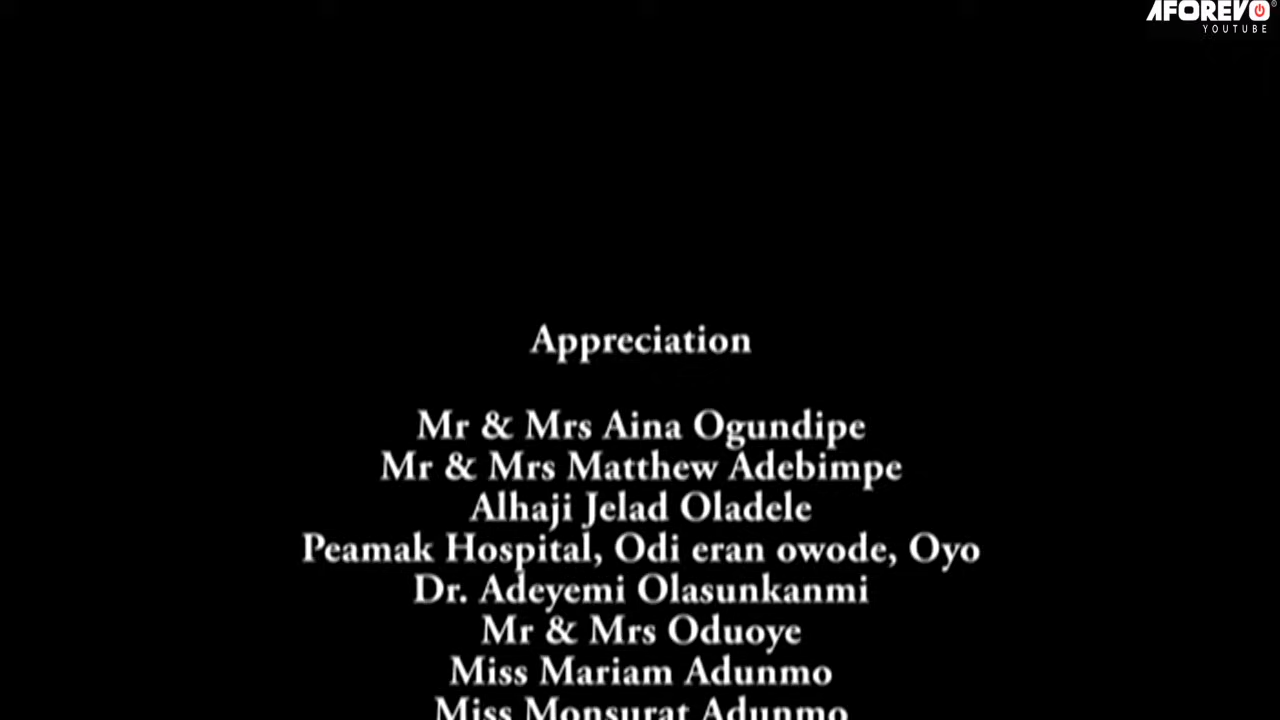 AFOREVO
YOUTUBE
Appreciation
Mr & Mrs Aina Ogundipe
Mr & Mrs Matthew Adebimpe
Alhaji Jelad Oladele
Peamak Hospital, Odi eran owode, Oyo
Dr. Adeyemi Olasunkanmi
Mr & Mrs Oduoye
Miss Mariam Adunmo
Miss Monsurat Adunmo